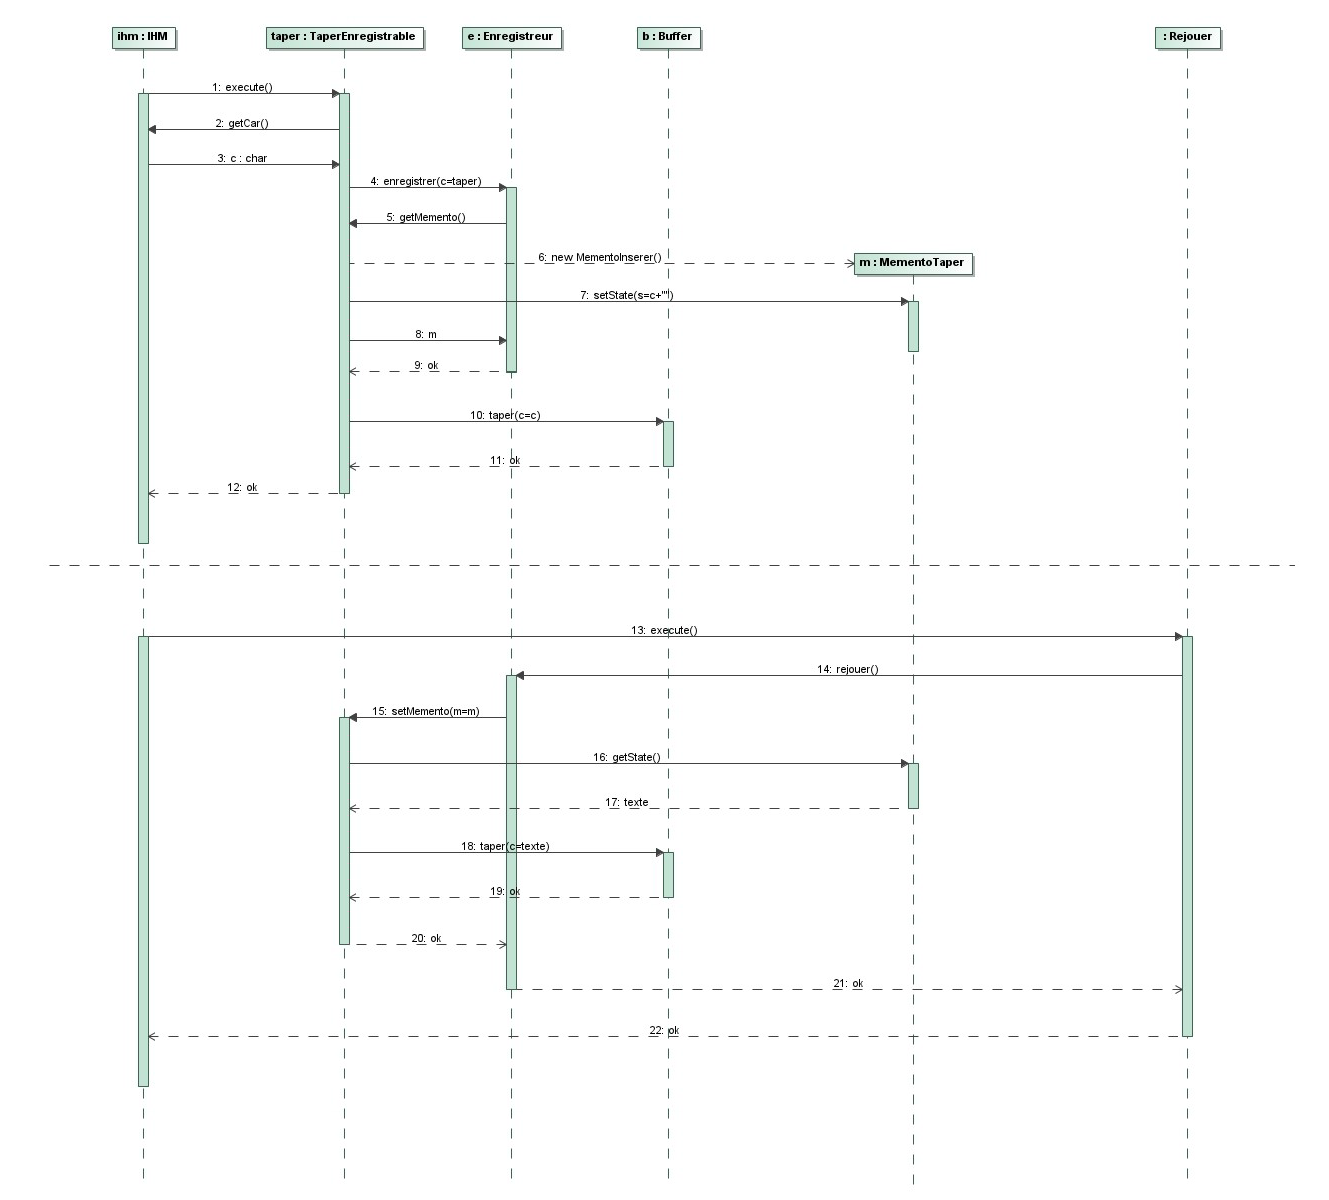 ihm : IHM
taper : TaperEnregistrable
e : Enregistreur
b : Buffer
: Rejouer
1: execute()
2: getCar()
3: c : char
4: enregistrer(c=taper)
5: getMemento()
6: new MementoInserer()
m : MementoTaper
7: setState(s=c+"")
8: m
9: ok
10: taper(c=c)
11: ok
12: ok
13: execute()
14: rejouer()
15: setMemento(m=m)
16: getState()
17: texte
18: taper(c=texte)
19: ok
20: ok
21: ok
22: ok